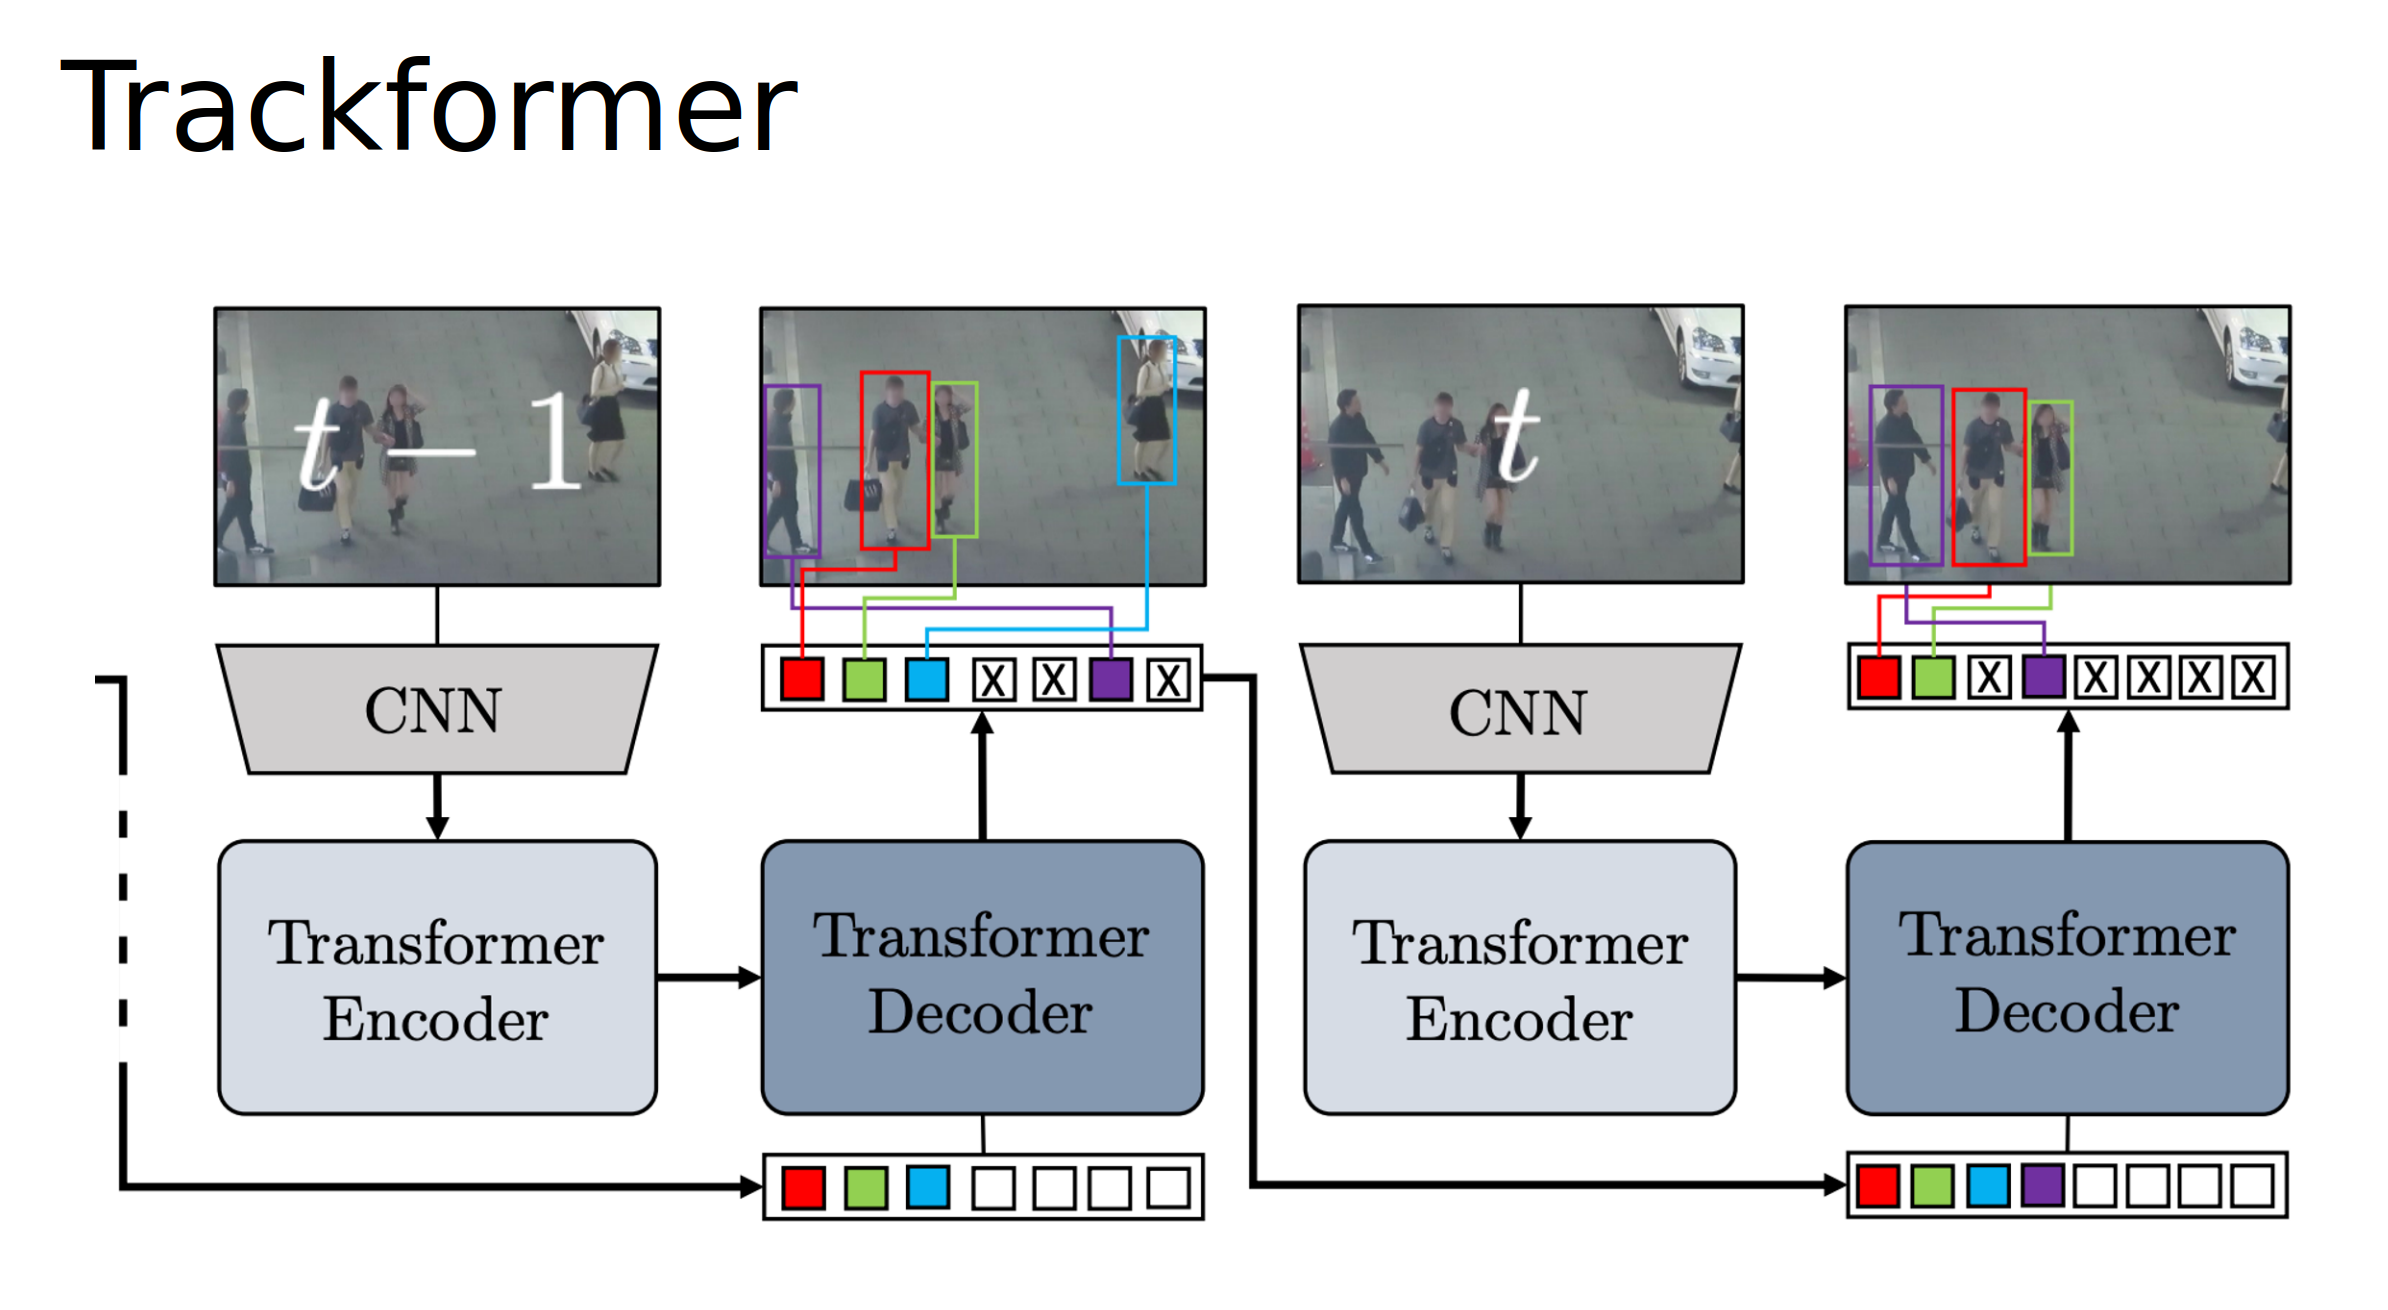 Trackformer
t − 1
t
CNN
X X X
CNN
X X X X X
Transformer
Encoder
Transformer
Decoder
Transformer
Encoder
Transformer
Decoder